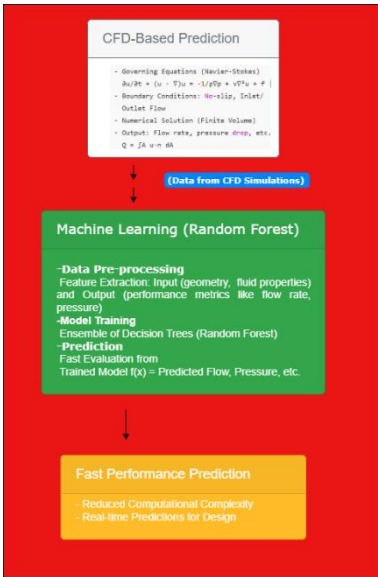 CFD-Based Prediction
- Governing Equations (Navier-Stokes)
∂u/∂t + (u · ∇)u = -1/ρ∇p + ν∇²u + f
- Boundary Conditions: No-slip, Inlet/
Outlet Flow
- Numerical Solution (Finite Volume)
- Output: Flow rate, pressure drop, etc.
Q = ∫A u·n dA
(Data from CFD Simulations)
Machine Learning (Random Forest)
-Data Pre-processing
Feature Extraction: Input (geometry, fluid properties)
and Output (performance metrics like flow rate,
pressure)
-Model Training
Ensemble of Decision Trees (Random Forest)
-Prediction
Fast Evaluation from
Trained Model f(x) = Predicted Flow, Pressure, etc.
Fast Performance Prediction
- Reduced Computational Complexity
- Real-time Predictions for Design